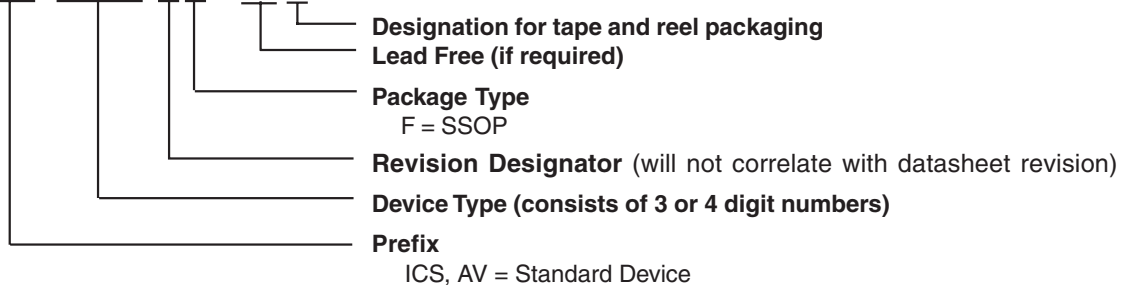 Designation for tape and reel packaging
Lead Free (if required)
Package Type
F = SSOP
Revision Designator (will not correlate with datasheet revision)
Device Type (consists of 3 or 4 digit numbers)
Prefix
ICS, AV = Standard Device